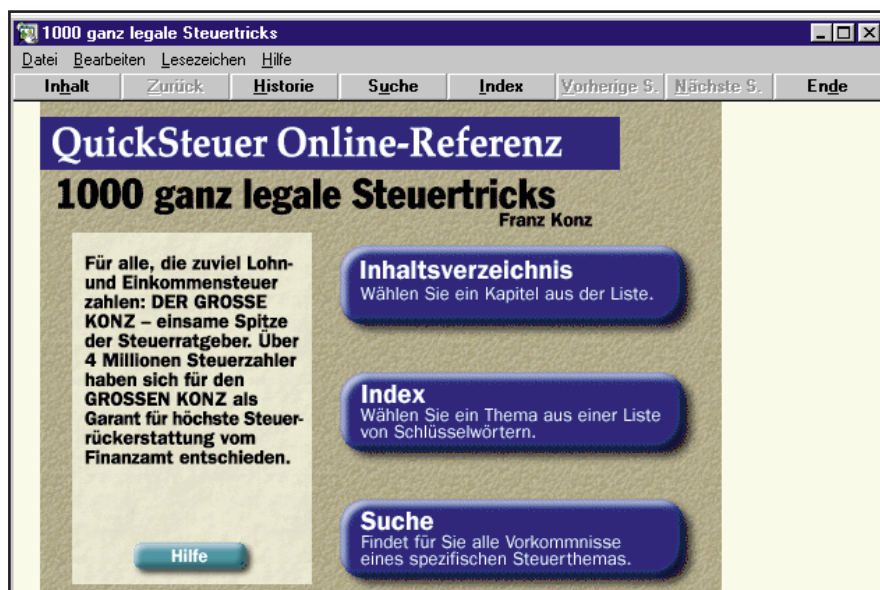 1000 ganz legale Steuertricks
Datei Bearbeiten Lesezeichen Hilfe
Inhalt Zurück Historie Suche Index Vorherige S. Nächste S. Ende
QuickSteuer Online-Referenz
1000 ganz legale Steuertricks
Franz Konz
Für alle, die zuviel Lohn-
und Einkommensteuer
zahlen: DER GROSSE
KONZ – einsame Spitze
der Steuerratgeber. Über
4 Millionen Steuerzahler
haben sich für den
GROSSEN KONZ als
Garant für höchste Steuer-
rückerstattung vom
Finanzamt entschieden.
Hilfe
Inhaltsverzeichnis
Wählen Sie ein Kapitel aus der Liste.
Index
Wählen Sie ein Thema aus einer Liste
von Schlüsselwörtern.
Suche
Findet für Sie alle Vorkommnisse
eines spezifischen Steuerthemas.